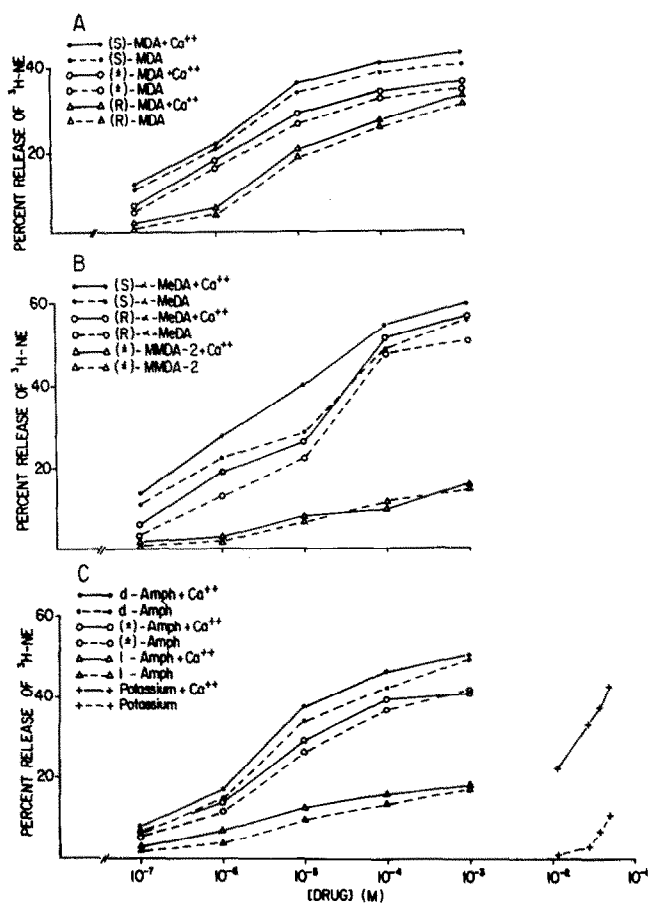 A
(S)-MDA+Ca++
(S)-MDA
(±)-MDA+Ca++
(±)-MDA
(R)-MDA+Ca++
(R)-MDA
40
20
PERCENT RELEASE OF ³H-NE
B
(S)-α-MeDA+Ca++
(S)-α-MeDA
(R)-α-MeDA+Ca++
(R)-α-MeDA
(±)-MMDA-2+Ca++
(±)-MMDA-2
60
40
20
PERCENT RELEASE OF ³H-NE
C
d-Amph+Ca++
d-Amph
(±)-Amph+Ca++
(±)-Amph
l-Amph+Ca++
l-Amph
Potassium+Ca++
Potassium
60
40
20
PERCENT RELEASE OF ³H-NE
10⁻⁷ 10⁻⁶ 10⁻⁵ 10⁻⁴ 10⁻³ 10⁻² 10⁻¹
[DRUG] (M)